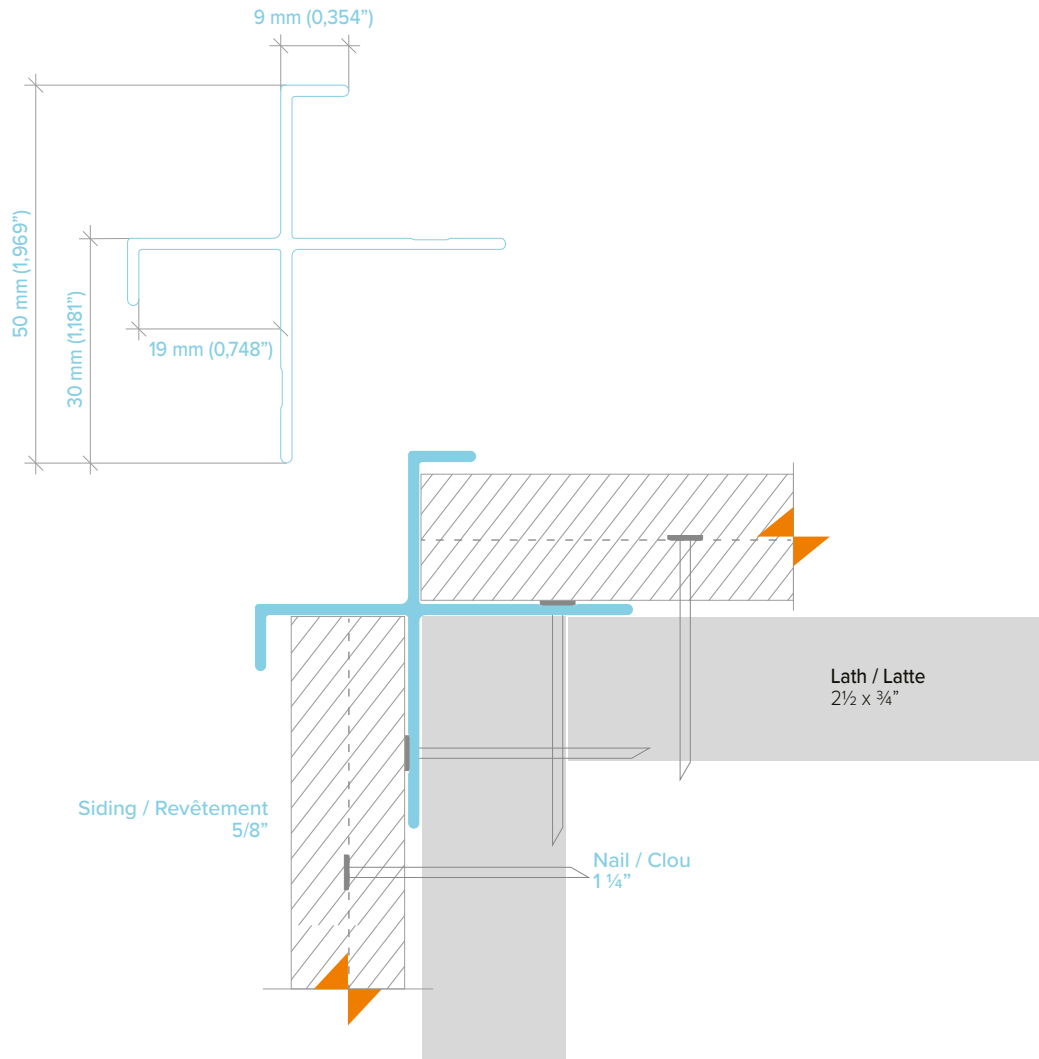 9 mm (0,354”)
50 mm (1,969”)
30 mm (1,181”)
19 mm (0,748”)
Lath / Latte
2½ x ¾”
Siding / Revêtement
5/8”
Nail / Clou
1 ¼”